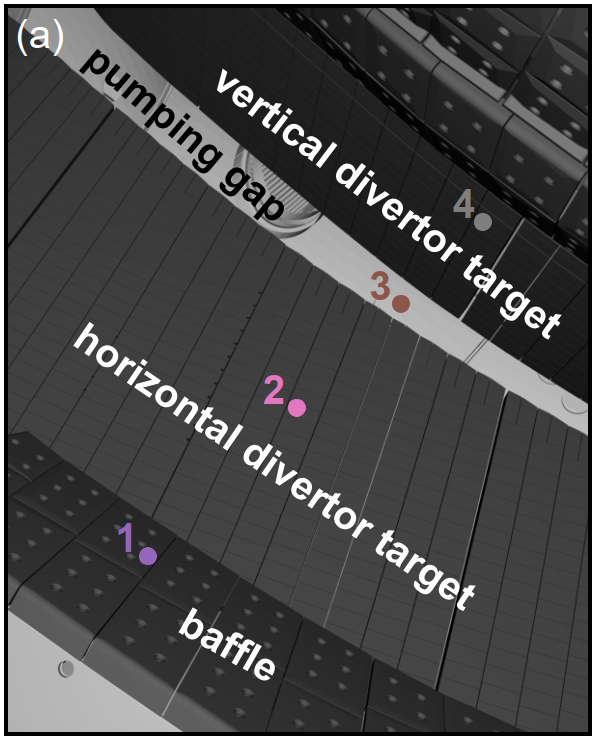 (a)
pumping gap
vertical divertor target
4
3
2
horizontal divertor target
1
baffle